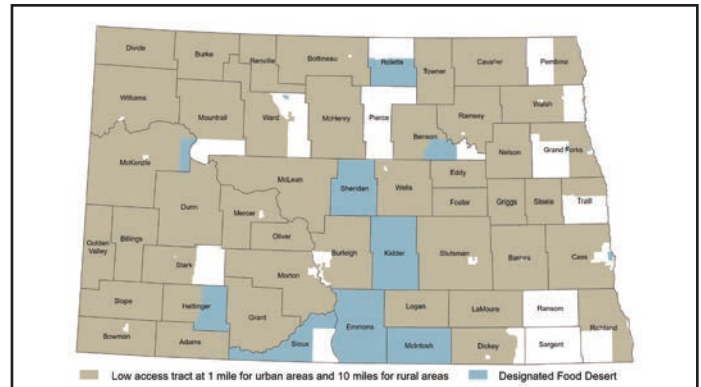 Divide
Burke
Renville
Bottineau
Rolette
Towner
Cavalier
Pembina
Williams
Mountrail
Ward
McHenry
Pierce
Ramsey
Walsh
Benson
McKenzie
Nelson
Grand Forks
McLean
Sheridan
Wells
Eddy
Dunn
Mercer
Foster
Griggs
Steele
Traill
Oliver
Golden
Valley
Billings
Burleigh
Kidder
Stutsman
Barnes
Cass
Stark
Morton
Slope
Hettinger
Grant
Emmons
Logan
LaMoure
Ransom
Richland
Bowman
Adams
Sioux
McIntosh
Dickey
Sargent
Low access tract at 1 mile for urban areas and 10 miles for rural areas
Designated Food Desert